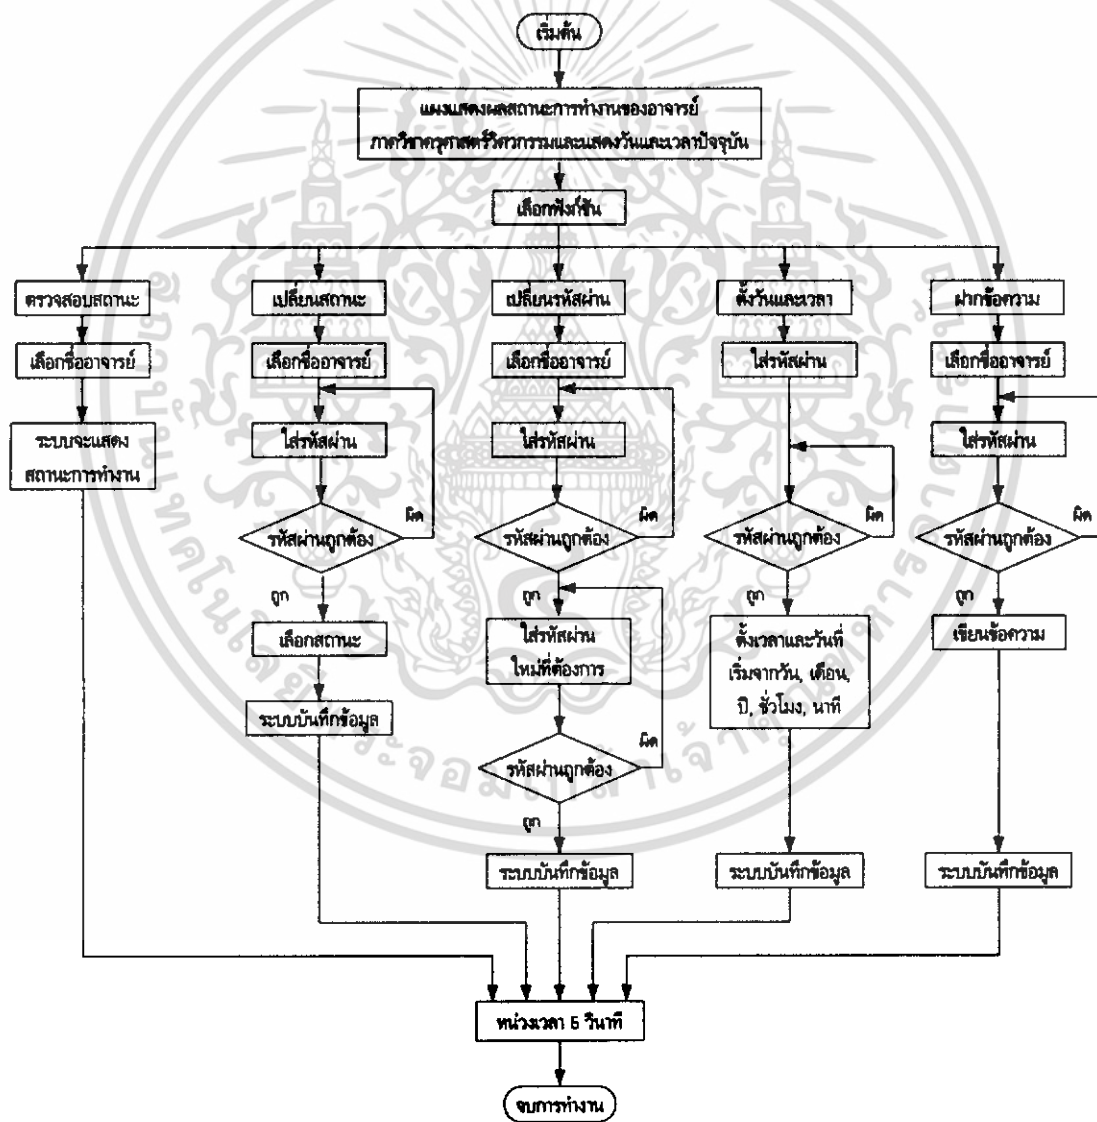 เริ่มต้น
แผงแสดงผลสถานะการทำงานของอาจารย์
ภาควิชาครุศาสตร์วิศวกรรมและแสดงวันและเวลาปัจจุบัน
เลือกฟังก์ชัน
ตรวจสอบสถานะ
เลือกชื่ออาจารย์
ระบบจะแสดง
สถานะการทำงาน
เปลี่ยนสถานะ
เลือกชื่ออาจารย์
ใส่รหัสผ่าน
รหัสผ่านถูกต้อง
ผิด
ถูก
เลือกสถานะ
ระบบบันทึกข้อมูล
เปลี่ยนรหัสผ่าน
เลือกชื่ออาจารย์
ใส่รหัสผ่าน
รหัสผ่านถูกต้อง
ผิด
ถูก
ใส่รหัสผ่าน
ใหม่ที่ต้องการ
รหัสผ่านถูกต้อง
ผิด
ถูก
ระบบบันทึกข้อมูล
ตั้งวันและเวลา
ใส่รหัสผ่าน
รหัสผ่านถูกต้อง
ผิด
ถูก
ตั้งเวลาและวันที่
เริ่มจากวัน, เดือน,
ปี, ชั่วโมง, นาที
ระบบบันทึกข้อมูล
ฝากข้อความ
เลือกชื่ออาจารย์
ใส่รหัสผ่าน
รหัสผ่านถูกต้อง
ผิด
ถูก
เขียนข้อความ
ระบบบันทึกข้อมูล
หน่วงเวลา 5 วินาที
จบการทำงาน